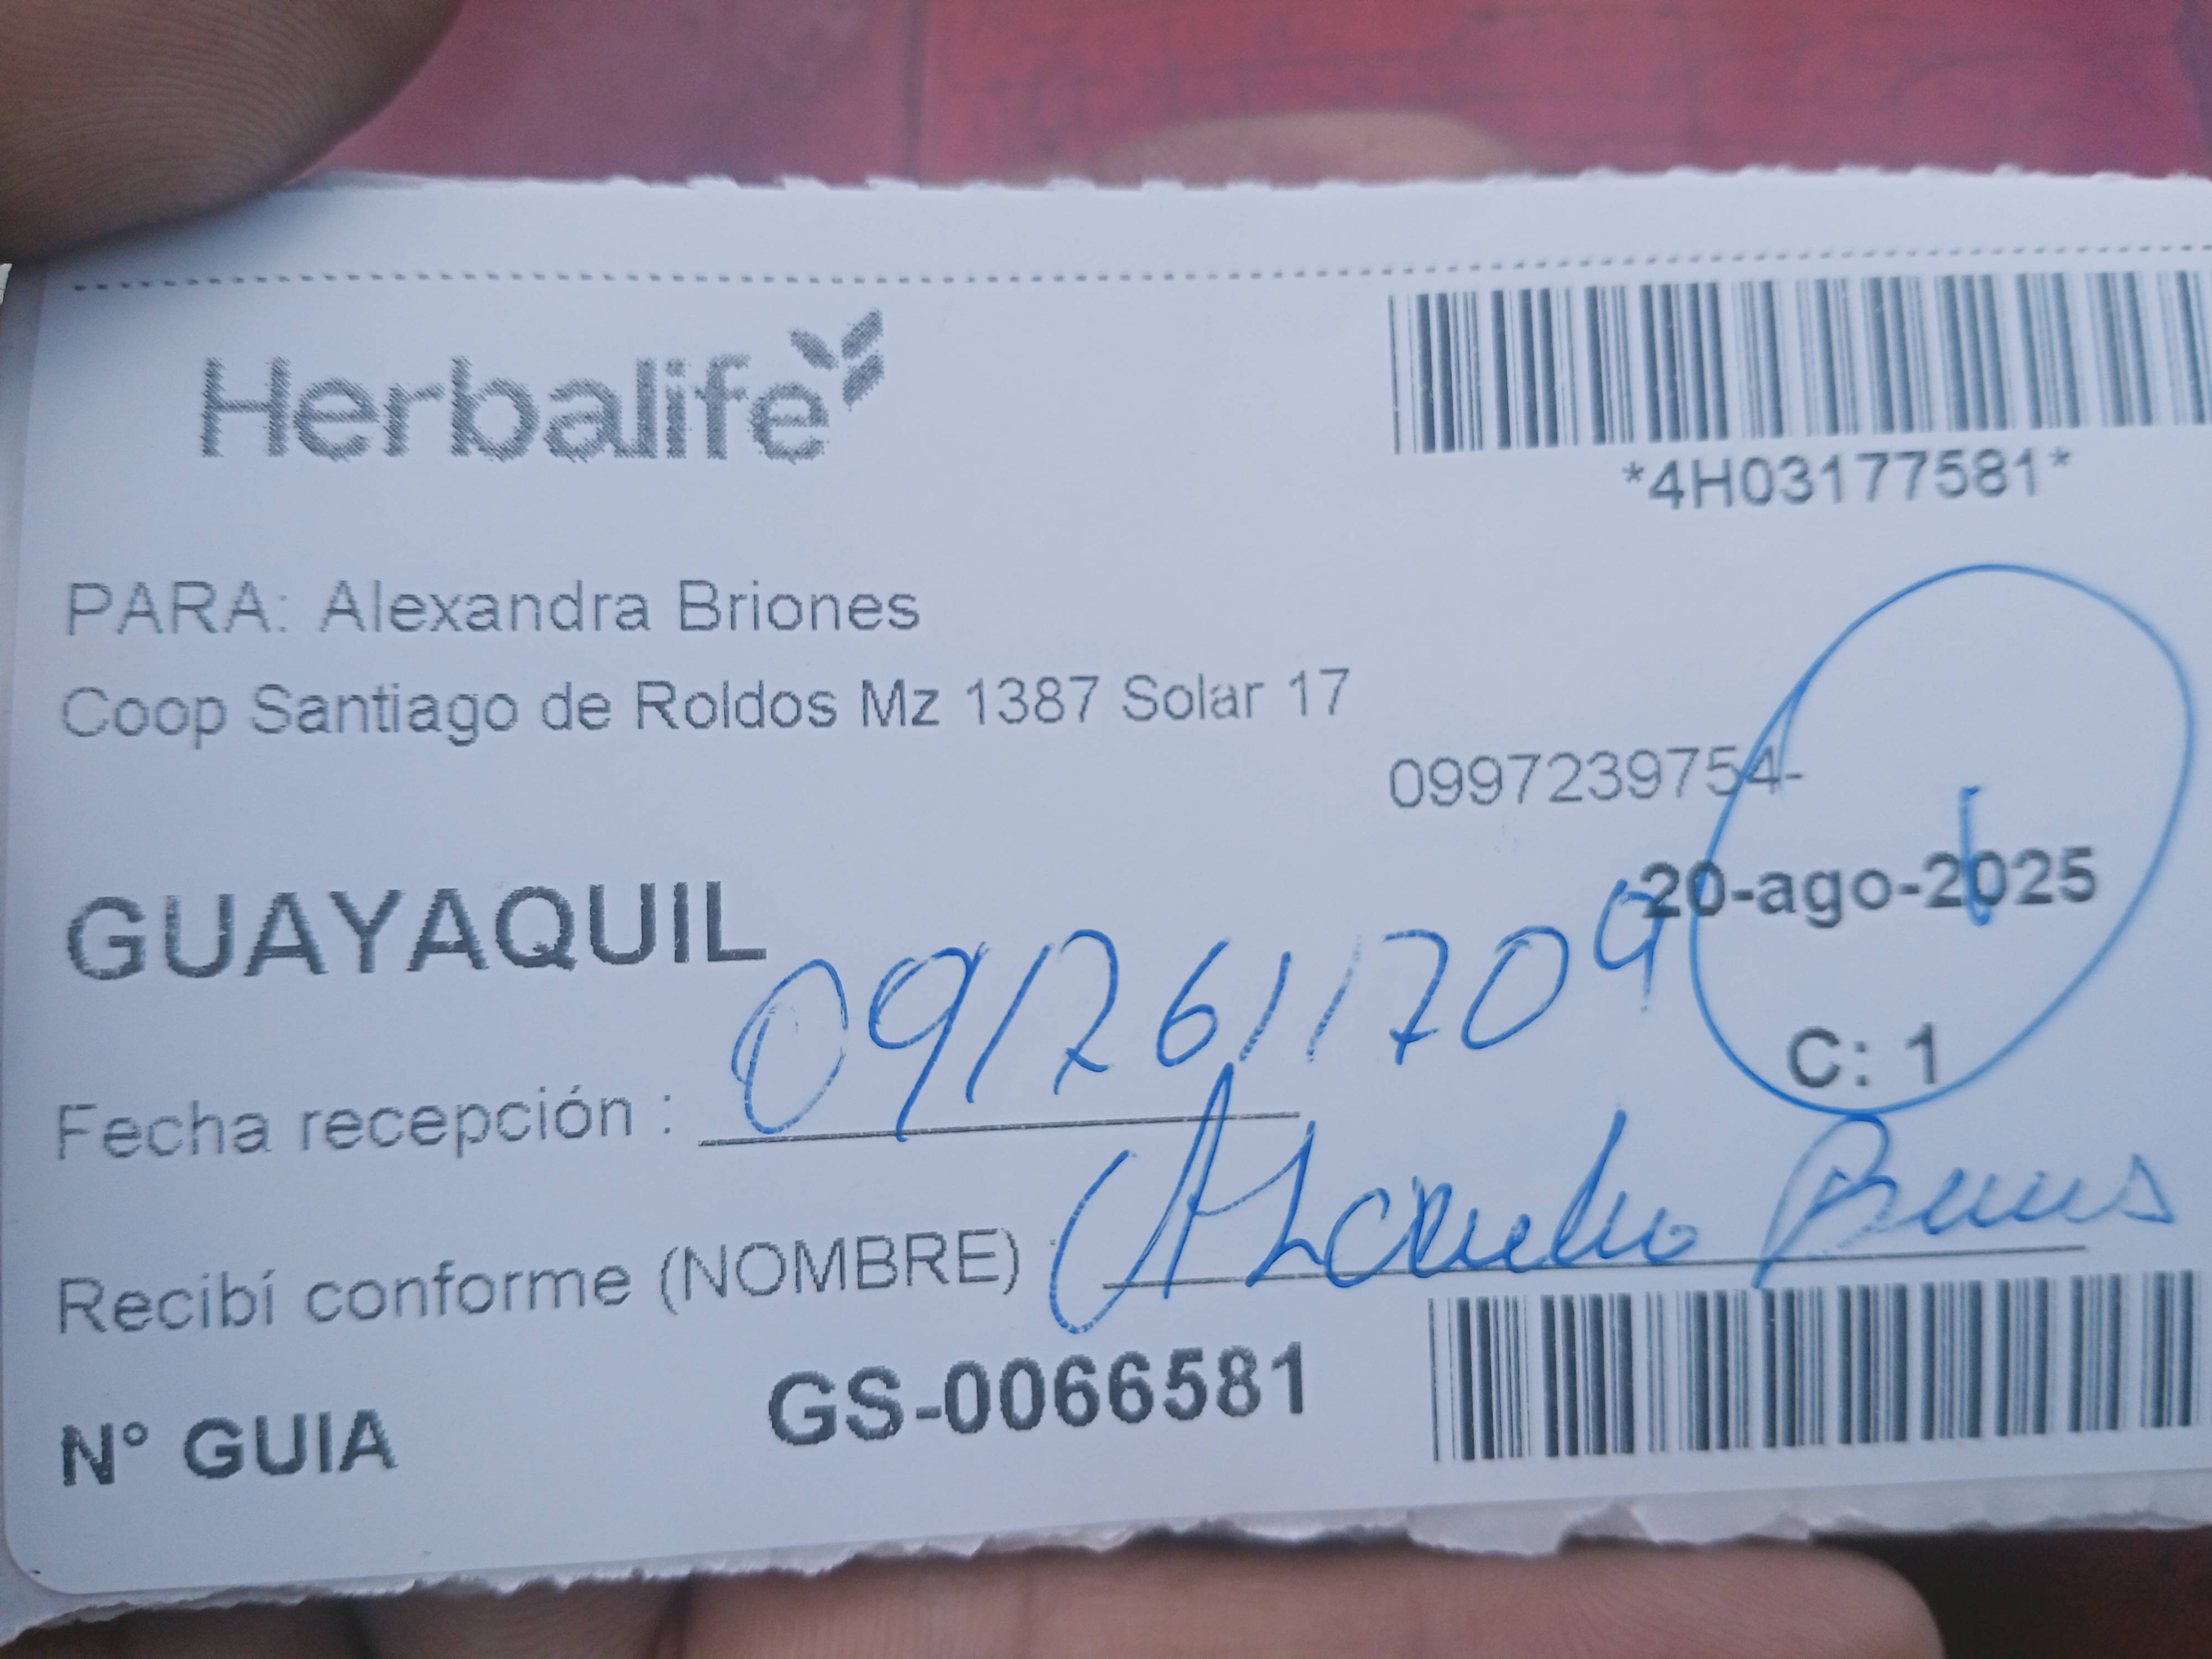 Herbalife
*4H03177581*
PARA: Alexandra Briones
Coop Santiago de Roldos Mz 1387 Solar 17
0997239754-
20-ago-2025
GUAYAQUIL
C: 1
0912611709
Fecha recepción :
Recibí conforme (NOMBRE)
N° GUIA GS-0066581